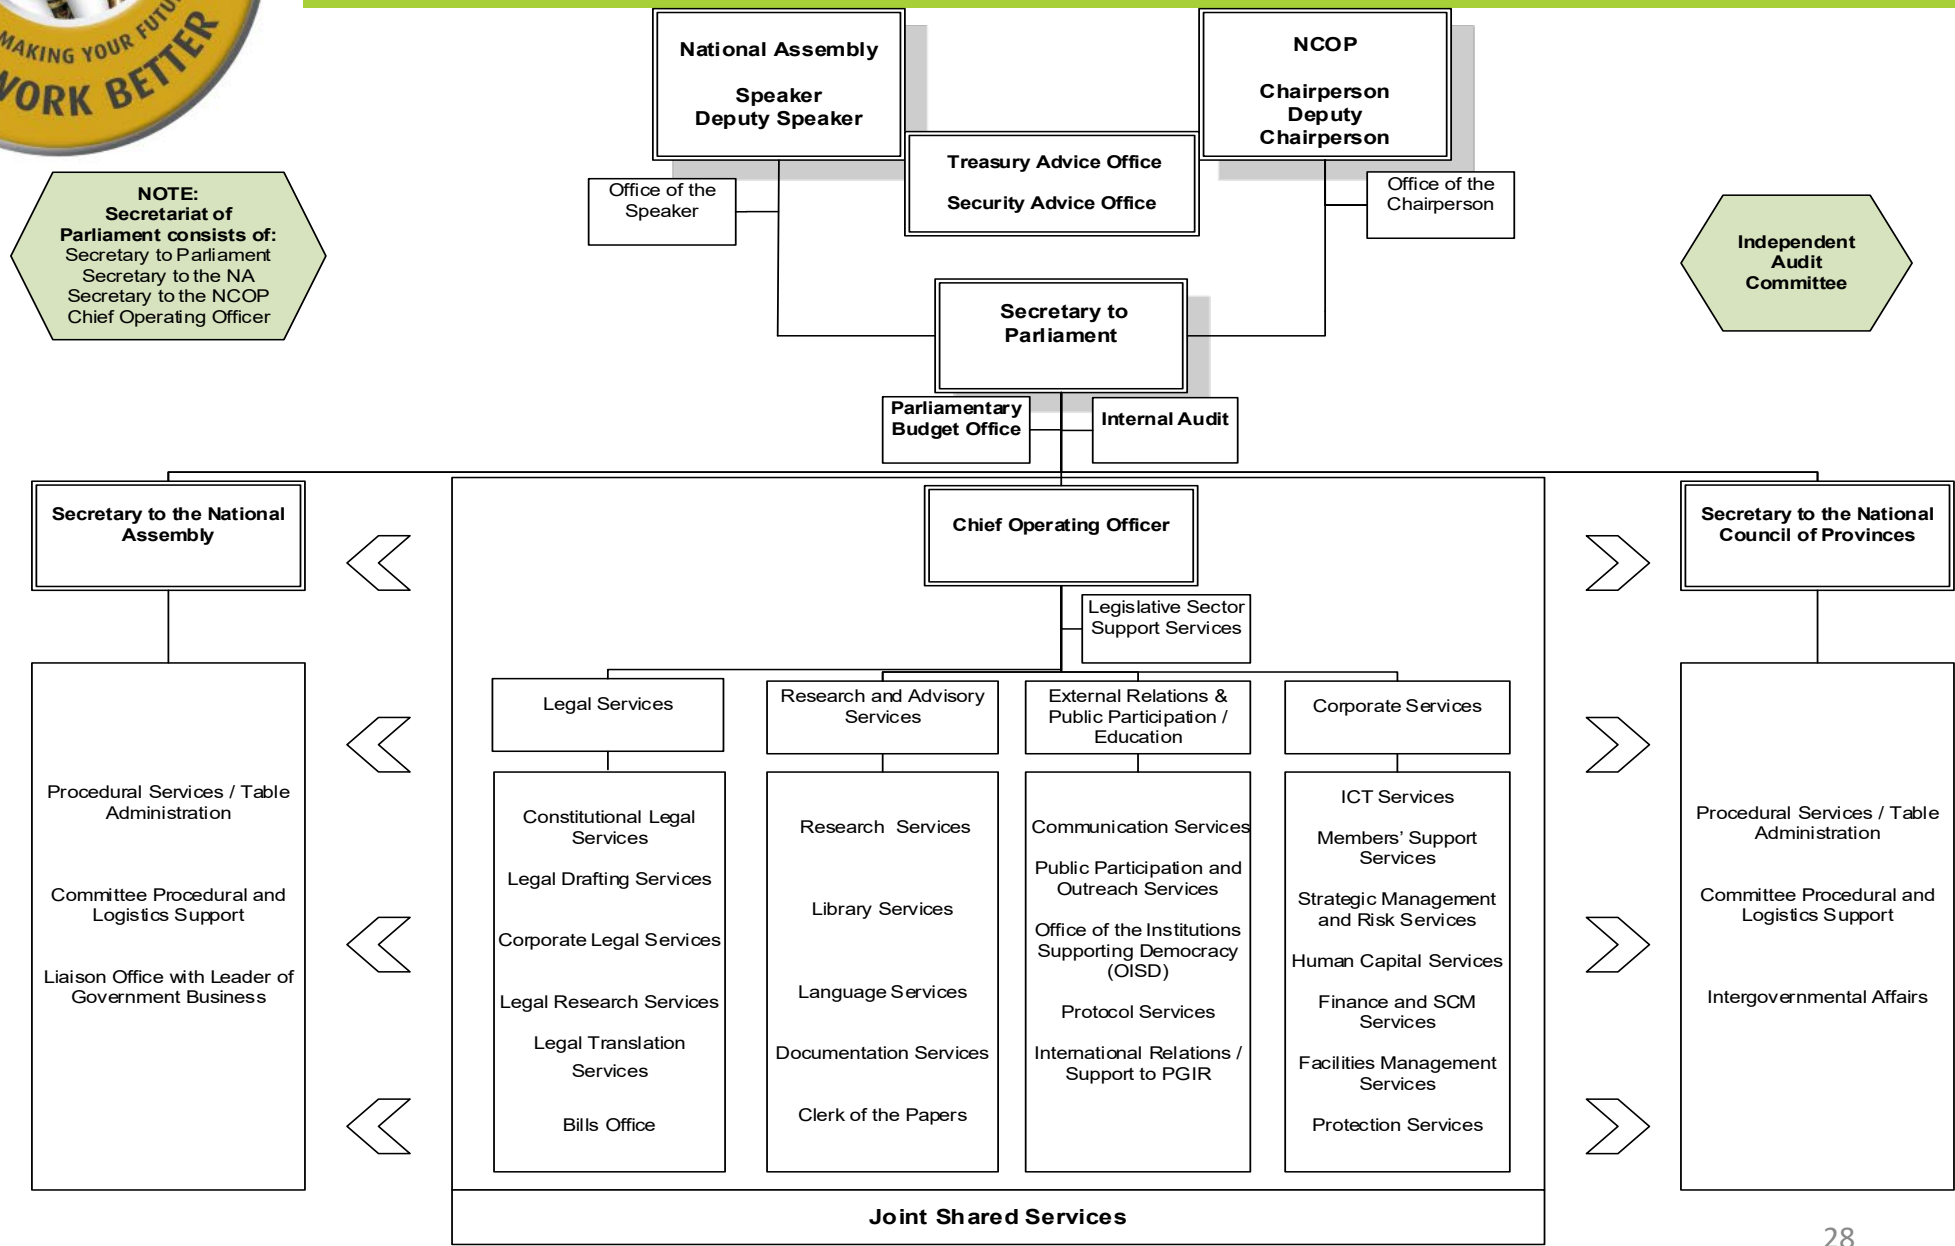 MAKING YOUR FUTU
WORK BETTER
National Assembly
Speaker
Deputy Speaker
NCOP
Chairperson
Deputy
Chairperson
Treasury Advice Office
Security Advice Office
Office of the
Speaker
Office of the
Chairperson
NOTE:
Secretariat of
Parliament consists of:
Secretary to Parliament
Secretary to the NA
Secretary to the NCOP
Chief Operating Officer
Independent
Audit
Committee
Secretary to
Parliament
Parliamentary
Budget Office
Internal Audit
Secretary to the National
Assembly
Chief Operating Officer
Secretary to the National
Council of Provinces
Legislative Sector
Support Services
Legal Services
Research and Advisory
Services
External Relations &
Public Participation /
Education
Corporate Services
Procedural Services / Table
Administration
Committee Procedural and
Logistics Support
Liaison Office with Leader of
Government Business
Constitutional Legal
Services
Legal Drafting Services
Corporate Legal Services
Legal Research Services
Legal Translation
Services
Bills Office
Research Services
Library Services
Language Services
Documentation Services
Clerk of the Papers
Communication Services
Public Participation and
Outreach Services
Office of the Institutions
Supporting Democracy
(OISD)
Protocol Services
International Relations /
Support to PGIR
ICT Services
Members’ Support
Services
Strategic Management
and Risk Services
Human Capital Services
Finance and SCM
Services
Facilities Management
Services
Protection Services
Procedural Services / Table
Administration
Committee Procedural and
Logistics Support
Intergovernmental Affairs
Joint Shared Services
28